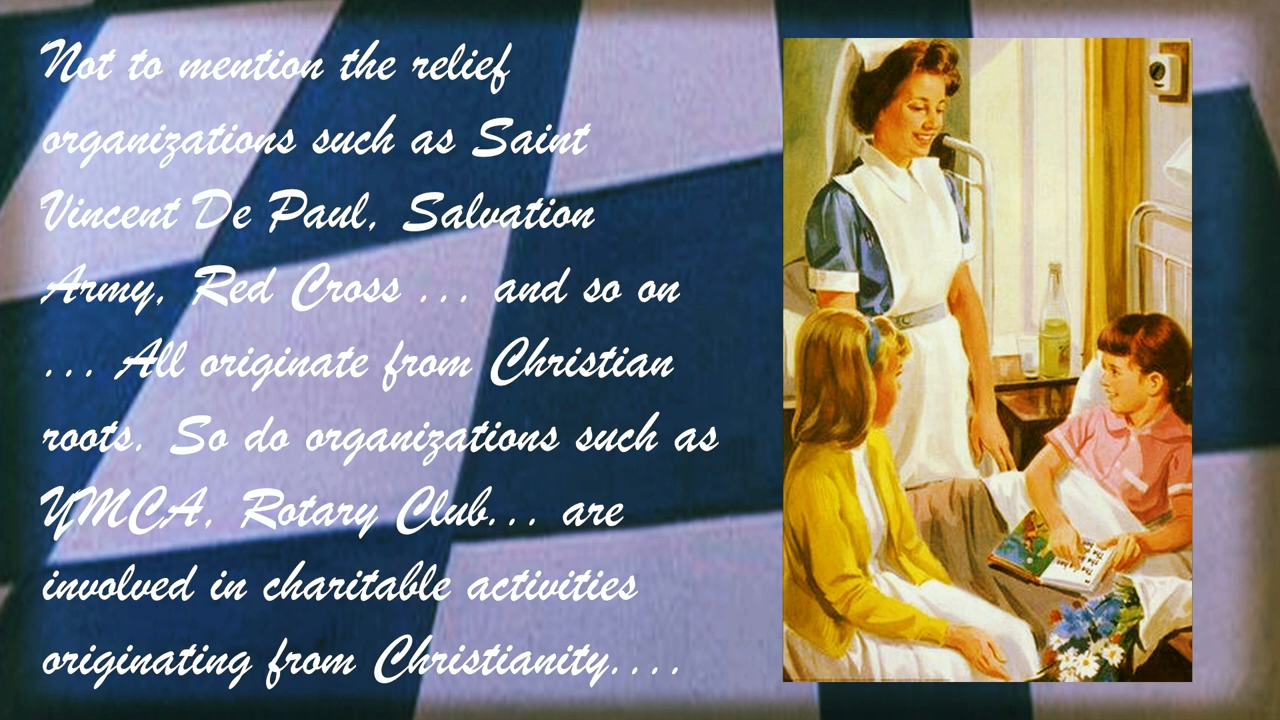 Not to mention the relief
organizations such as Saint
Vincent De Paul, Salvation
Army, Red Cross ... and so on
... All originate from Christian
roots. So do organizations such as
YMCA, Rotary Club... are
involved in charitable activities
originating from Christianity....